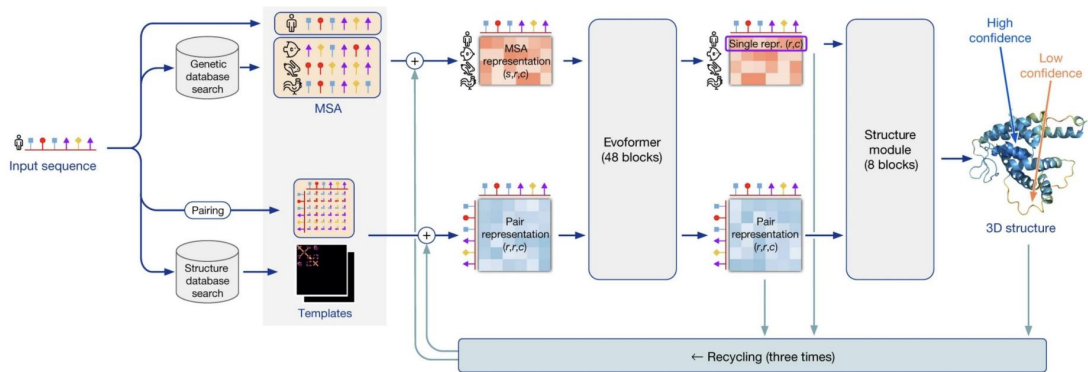 Input sequence
Genetic
database
search
Pairing
Structure
database
search
MSA
Templates
+
+
MSA
representation
(s,r,c)
Pair
representation
(r,r,c)
Evoformer
(48 blocks)
Single repr. (r,c)
Pair
representation
(r,r,c)
Structure
module
(8 blocks)
High
confidence
Low
confidence
3D structure
← Recycling (three times)